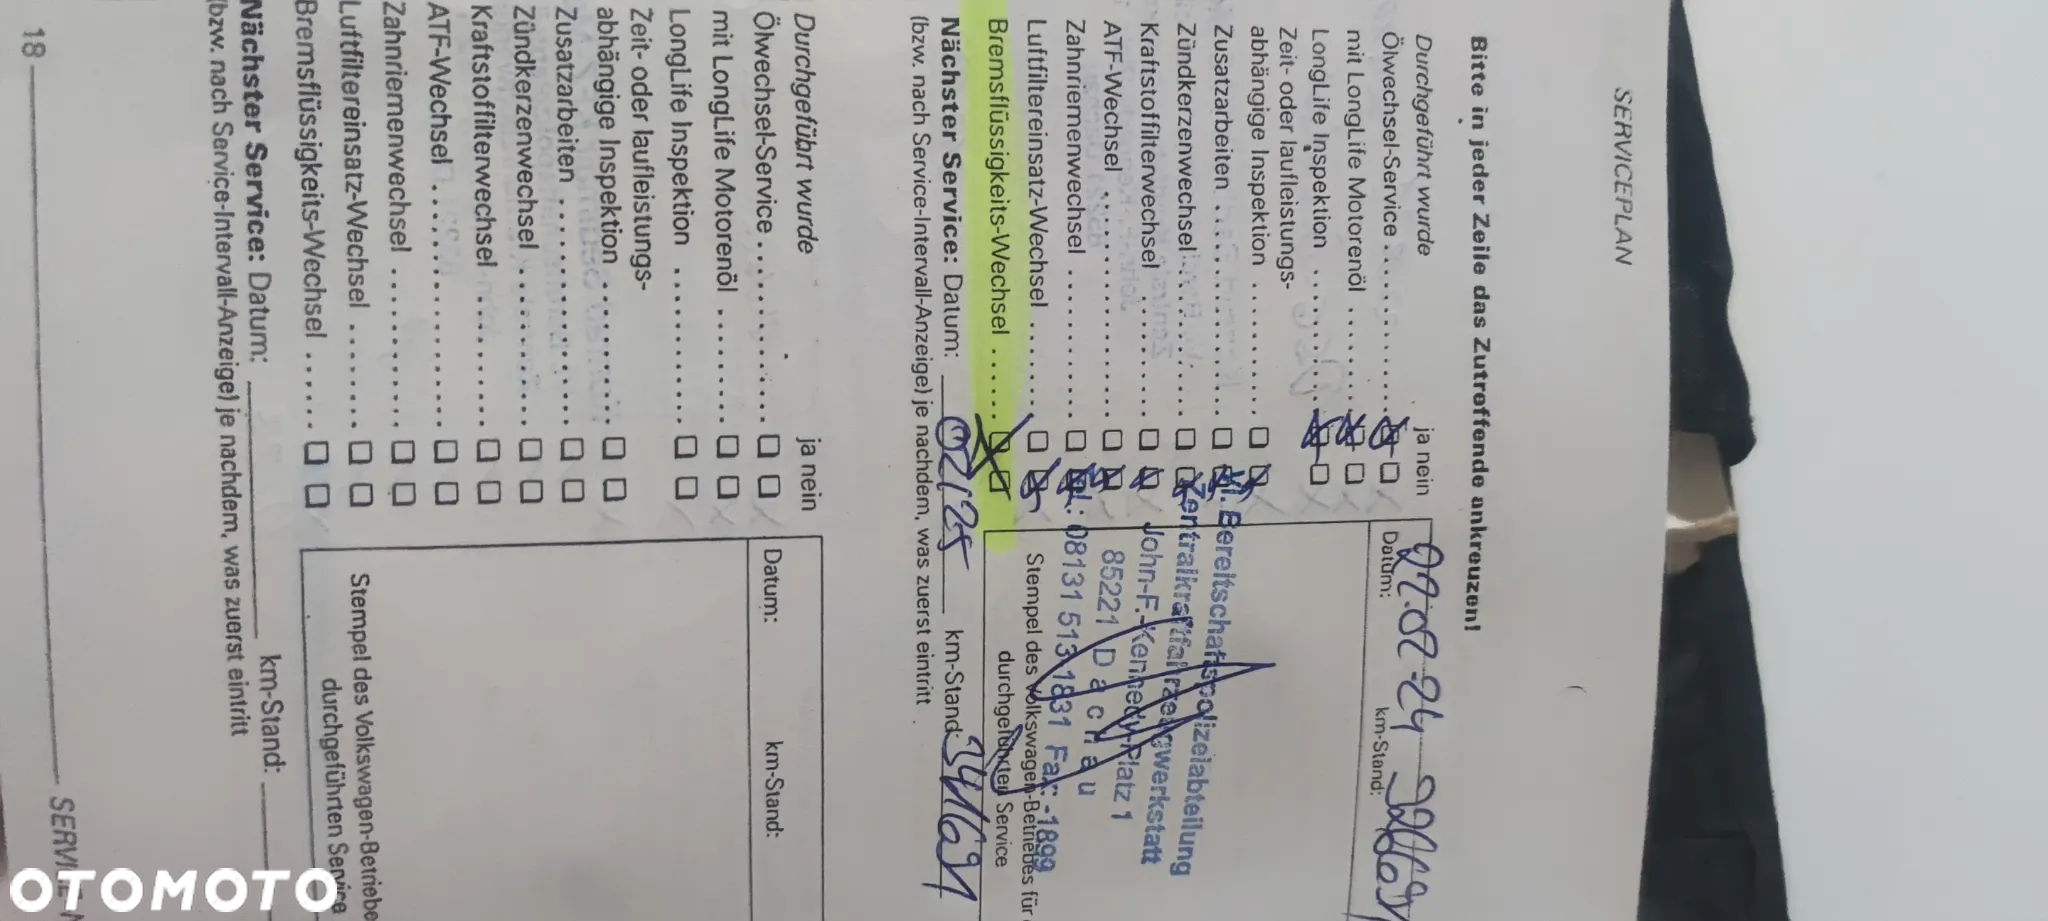 SERVICEPLAN
Bitte in jeder Zeile das Zutreffende ankreuzen!
Durchgeführt wurde ja nein
Ölwechsel-Service
mit LongLife Motorenöl
LongLife Inspektion
Zeit- oder laufleistungs-
abhängige Inspektion
Zusatzarbeiten
Zündkerzenwechsel
Kraftstoffilterwechsel
ATF-Wechsel
Zahnriemenwechsel
Luftfiltereinsatz-Wechsel
Bremsflüssigkeits-Wechsel
Datum: km-Stand:
Bereitschaftspolizeiabteilung
Zentralkraftfahrzeugwerkstatt
John-F.-Kennedy-Platz 1
85221 Dachau
Tel.: 08131 513-1831 Fax: -1899
Stempel des Volkswagen-Betriebes für
durchgeführten Service
Nächster Service: Datum: 02/25 km-Stand:
(bzw. nach Service-Intervall-Anzeige) je nachdem, was zuerst eintritt
Durchgeführt wurde ja nein
Ölwechsel-Service
mit LongLife Motorenöl
LongLife Inspektion
Zeit- oder laufleistungs-
abhängige Inspektion
Zusatzarbeiten
Zündkerzenwechsel
Kraftstoffilterwechsel
ATF-Wechsel
Zahnriemenwechsel
Luftfiltereinsatz-Wechsel
Bremsflüssigkeits-Wechsel
Datum: km-Stand:
Stempel des Volkswagen-Betriebe
durchgeführten Service
Nächster Service: Datum: km-Stand:
(bzw. nach Service-Intervall-Anzeige) je nachdem, was zuerst eintritt
18
OTOMOTO